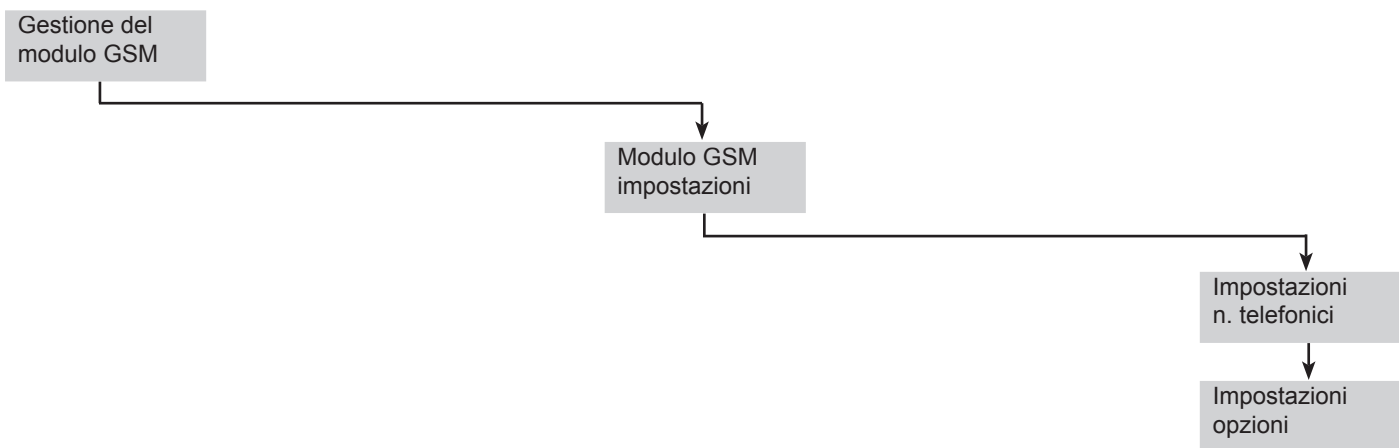 Gestione del
modulo GSM
Modulo GSM
impostazioni
Impostazioni
n. telefonici
Impostazioni
opzioni